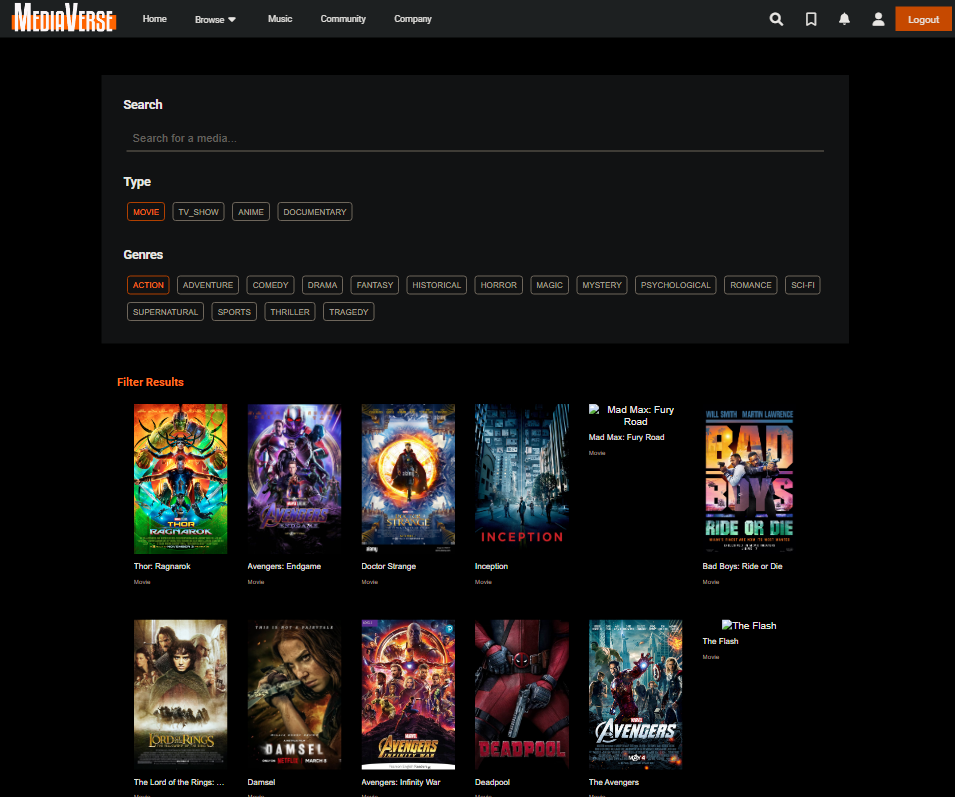 MEDIAVERSE
Home
Browse
Music
Community
Company
Logout
Search
Search for a media...
Type
MOVIE
TV_SHOW
ANIME
DOCUMENTARY
Genres
ACTION
ADVENTURE
COMEDY
DRAMA
FANTASY
HISTORICAL
HORROR
MAGIC
MYSTERY
PSYCHOLOGICAL
ROMANCE
SCI-FI
SUPERNATURAL
SPORTS
THRILLER
TRAGEDY
Filter Results
THOR
RAGNAROK
Thor: Ragnarok
Movie
AVENGERS
ENDGAME
Avengers: Endgame
Movie
STRANGE
Doctor Strange
Movie
INCEPTION
Inception
Movie
Mad Max: Fury
Road
Mad Max: Fury Road
Movie
WILL SMITH MARTIN LAWRENCE
BAD
BOYS
RIDE OR DIE
Bad Boys: Ride or Die
Movie
LORD OF THE RINGS
The Lord of the Rings: ...
Movie
THIS IS NOT A FAIRYTALE
DAMSEL
NETFLIX MARCH 8
Damsel
Movie
MARVEL
AVENGERS
INFINITY WAR
Avengers: Infinity War
Movie
DEADPOOL
Deadpool
Movie
MARVEL
AVENGERS
MAY 4
The Avengers
Movie
The Flash
The Flash
Movie